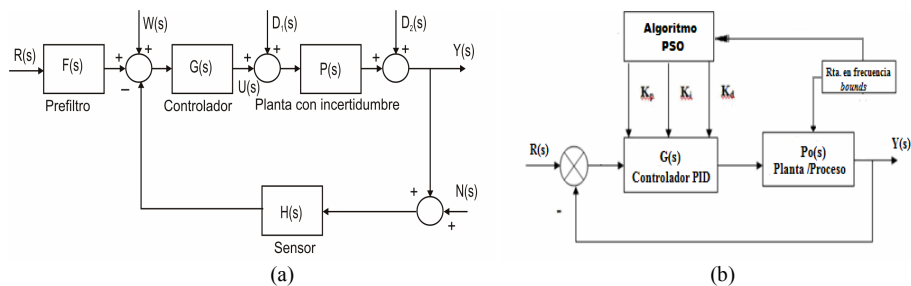 W(s)
D₁(s)
D₂(s)
R(s)
F(s)
G(s)
P(s)
Y(s)
U(s)
+
+
+
−
+
+
+
+
+
Prefiltro
Controlador
Planta con incertidumbre
H(s)
Sensor
N(s)
+
+
(a)
Algoritmo
PSO
Rta. en frecuencia
bounds
Kp
Ki
Kd
R(s)
G(s)
Controlador PID
Po(s)
Planta /Proceso
Y(s)
-
(b)